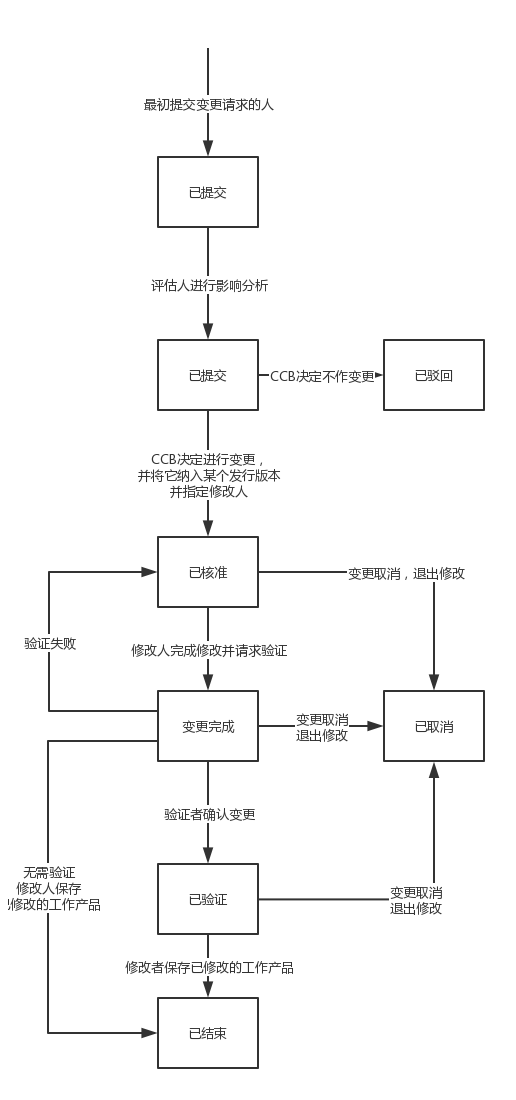 最初提交变更请求的人
已提交
评估人进行影响分析
已提交
CCB决定不作变更
已驳回
CCB决定进行变更，
并将它纳入某个发行版本
并指定修改人
已核准
变更取消，退出修改
验证失败
修改人完成修改并请求验证
变更完成
变更取消
退出修改
已取消
验证者确认变更
无需验证
修改人保存
修改的工作产品
已验证
变更取消
退出修改
修改者保存已修改的工作产品
已结束